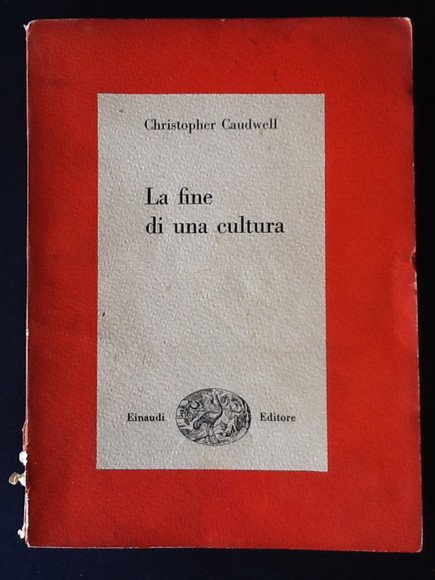 Christopher Caudwell
La fine
di una cultura
Einaudi Editore